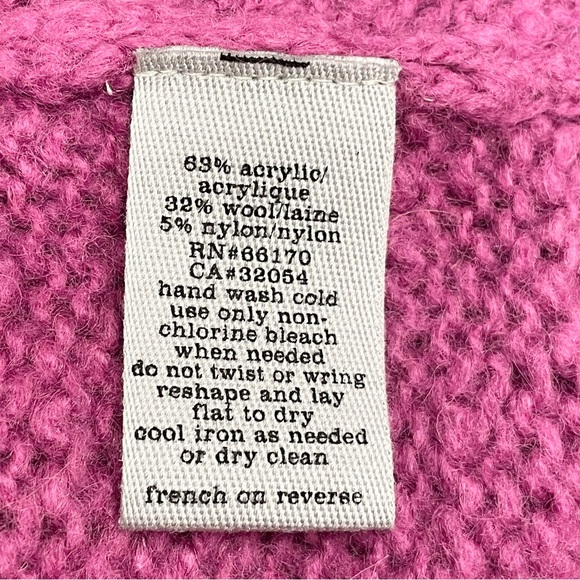 63% acrylic/
acrylique
32% wool/laine
5% nylon/nylon
RN#66170
CA#32054
hand wash cold
use only non-
chlorine bleach
when needed
do not twist or wring
reshape and lay
flat to dry
cool iron as needed
or dry clean
french on reverse